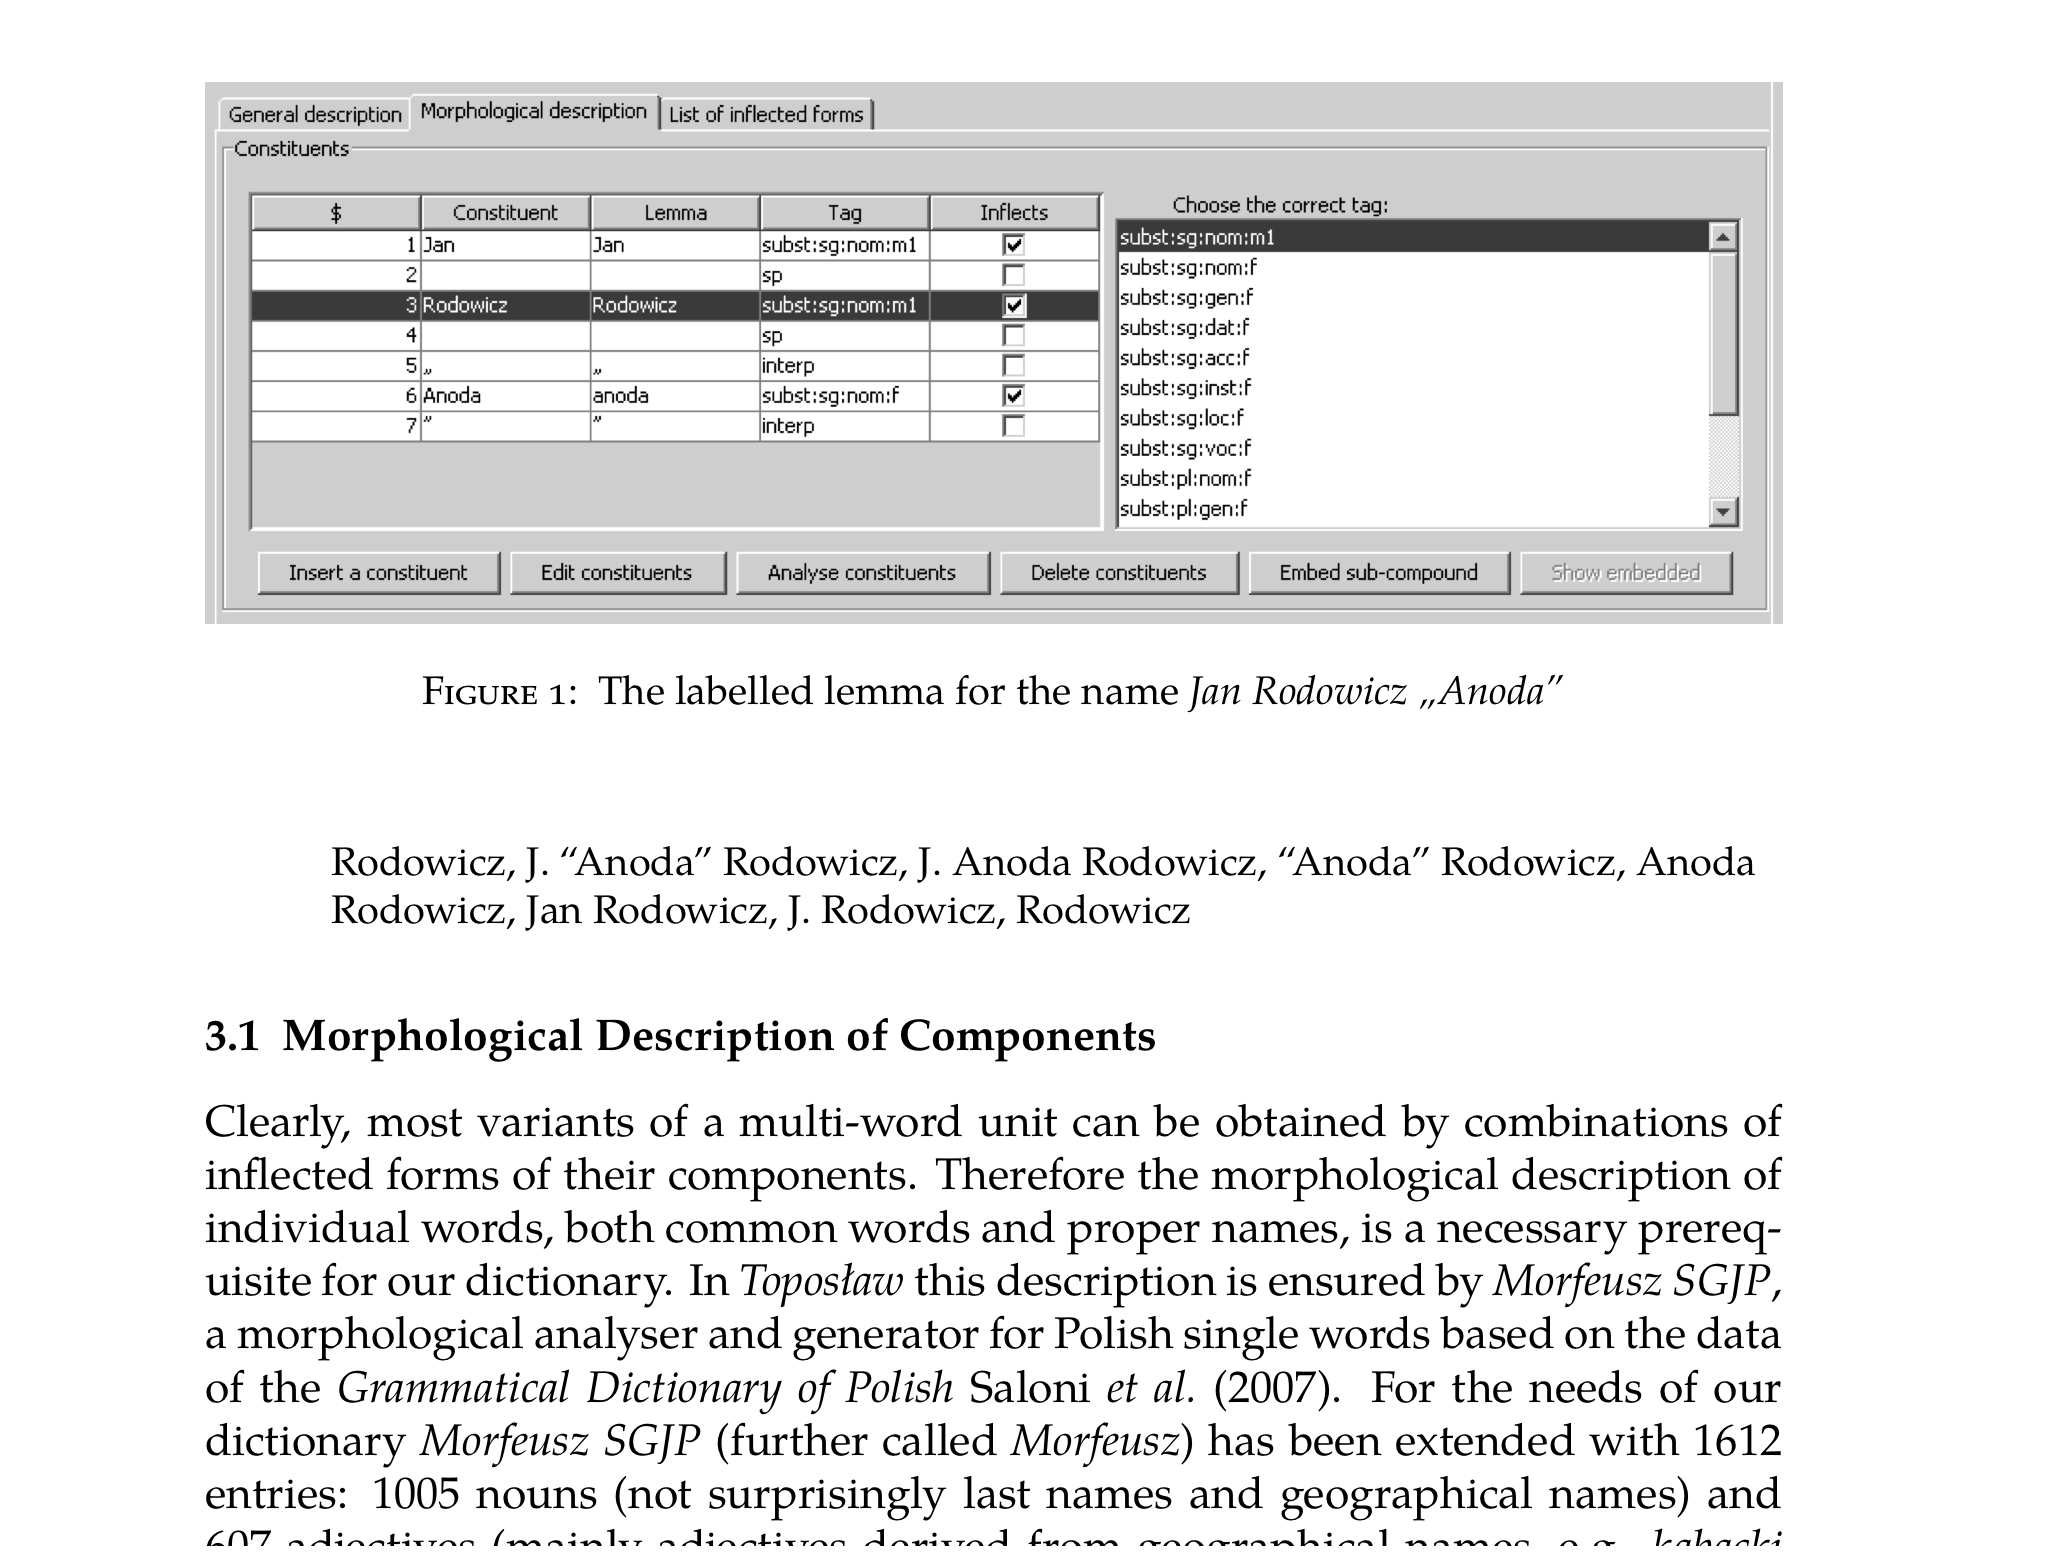 General description Morphological description List of inflected forms
Constituents
$ Constituent Lemma Tag Inflects
1 Jan Jan subst:sg:nom:m1
2 sp
3 Rodowicz Rodowicz subst:sg:nom:m1
4 sp
5 „ „ interp
6 Anoda anoda subst:sg:nom:f
7 ” ” interp
Choose the correct tag:
subst:sg:nom:m1
subst:sg:nom:f
subst:sg:gen:f
subst:sg:dat:f
subst:sg:acc:f
subst:sg:inst:f
subst:sg:loc:f
subst:sg:voc:f
subst:pl:nom:f
subst:pl:gen:f
Insert a constituent Edit constituents Analyse constituents Delete constituents Embed sub-compound Show embedded
Figure 1: The labelled lemma for the name Jan Rodowicz „Anoda”
Rodowicz, J. “Anoda” Rodowicz, J. Anoda Rodowicz, “Anoda” Rodowicz, Anoda
Rodowicz, Jan Rodowicz, J. Rodowicz, Rodowicz
3.1 Morphological Description of Components
Clearly, most variants of a multi-word unit can be obtained by combinations of
inflected forms of their components. Therefore the morphological description of
individual words, both common words and proper names, is a necessary prereq-
uisite for our dictionary. In Toposław this description is ensured by Morfeusz SGJP,
a morphological analyser and generator for Polish single words based on the data
of the Grammatical Dictionary of Polish Saloni et al. (2007). For the needs of our
dictionary Morfeusz SGJP (further called Morfeusz) has been extended with 1612
entries: 1005 nouns (not surprisingly last names and geographical names) and
607 adjectives (mainly adjectives derived from geographical names, e.g., kabacki